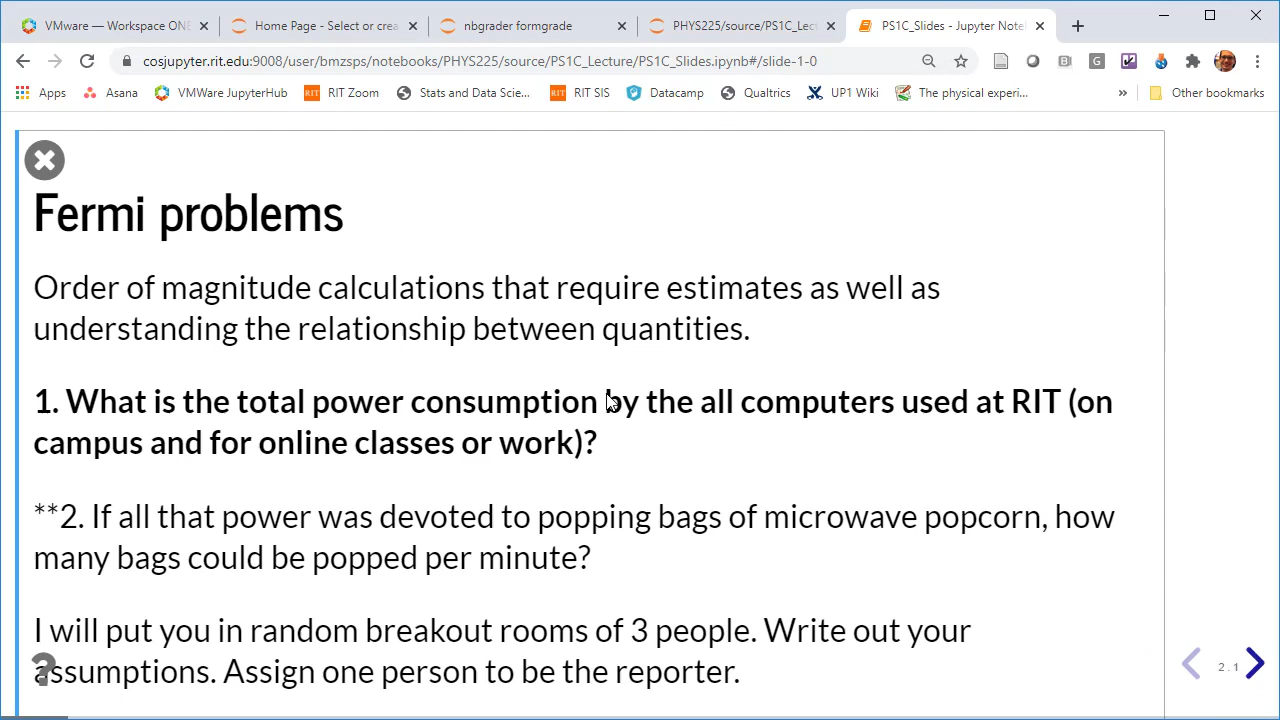 VMware — Workspace ONE
Home Page - Select or crea
nbgrader formgrade
PHYS225/source/PS1C_Lec
PS1C_Slides - Jupyter Note
cosjupyter.rit.edu:9008/user/bmzsps/notebooks/PHYS225/source/PS1C_Lecture/PS1C_Slides.ipynb#/slide-1-0
Apps
Asana
VMWare JupyterHub
RIT Zoom
Stats and Data Scie...
RIT SIS
Datacamp
Qualtrics
UP1 Wiki
The physical experi...
»
Other bookmarks
Fermi problems
Order of magnitude calculations that require estimates as well as
understanding the relationship between quantities.
1. What is the total power consumption by the all computers used at RIT (on
campus and for online classes or work)?
**2. If all that power was devoted to popping bags of microwave popcorn, how
many bags could be popped per minute?
I will put you in random breakout rooms of 3 people. Write out your
assumptions. Assign one person to be the reporter.
?
2.1